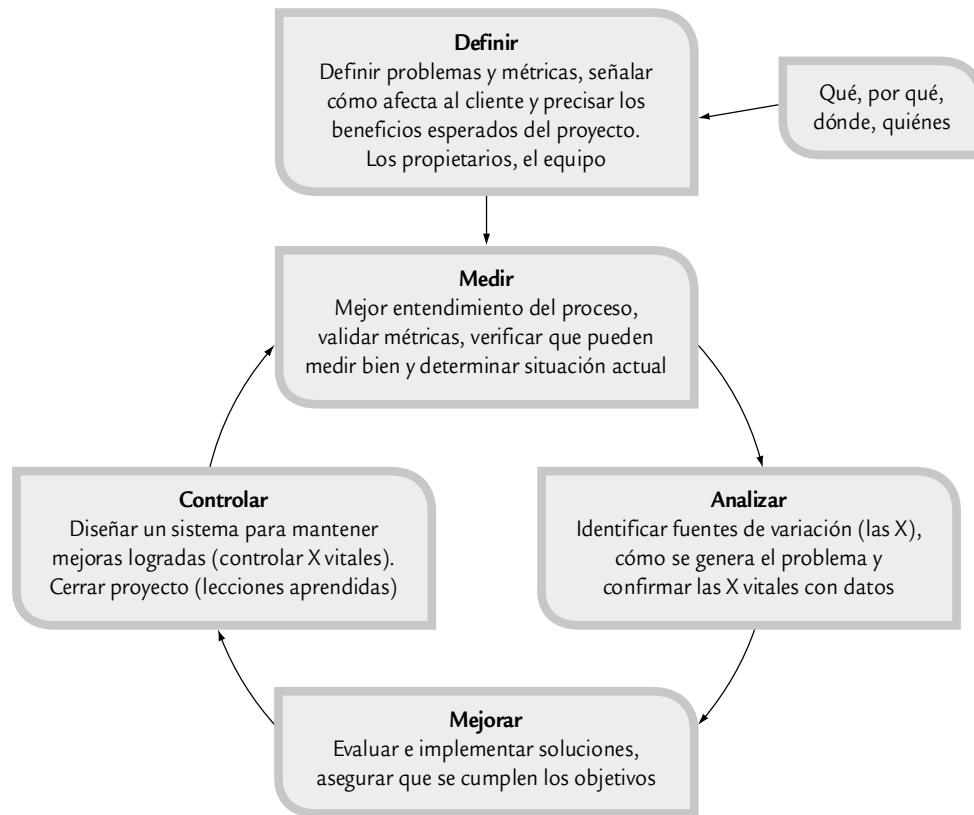 Definir
Definir problemas y métricas, señalar
cómo afecta al cliente y precisar los
beneficios esperados del proyecto.
Los propietarios, el equipo
Qué, por qué,
dónde, quiénes
Medir
Mejor entendimiento del proceso,
validar métricas, verificar que pueden
medir bien y determinar situación actual
Controlar
Diseñar un sistema para mantener
mejoras logradas (controlar X vitales).
Cerrar proyecto (lecciones aprendidas)
Analizar
Identificar fuentes de variación (las X),
cómo se genera el problema y
confirmar las X vitales con datos
Mejorar
Evaluar e implementar soluciones,
asegurar que se cumplen los objetivos